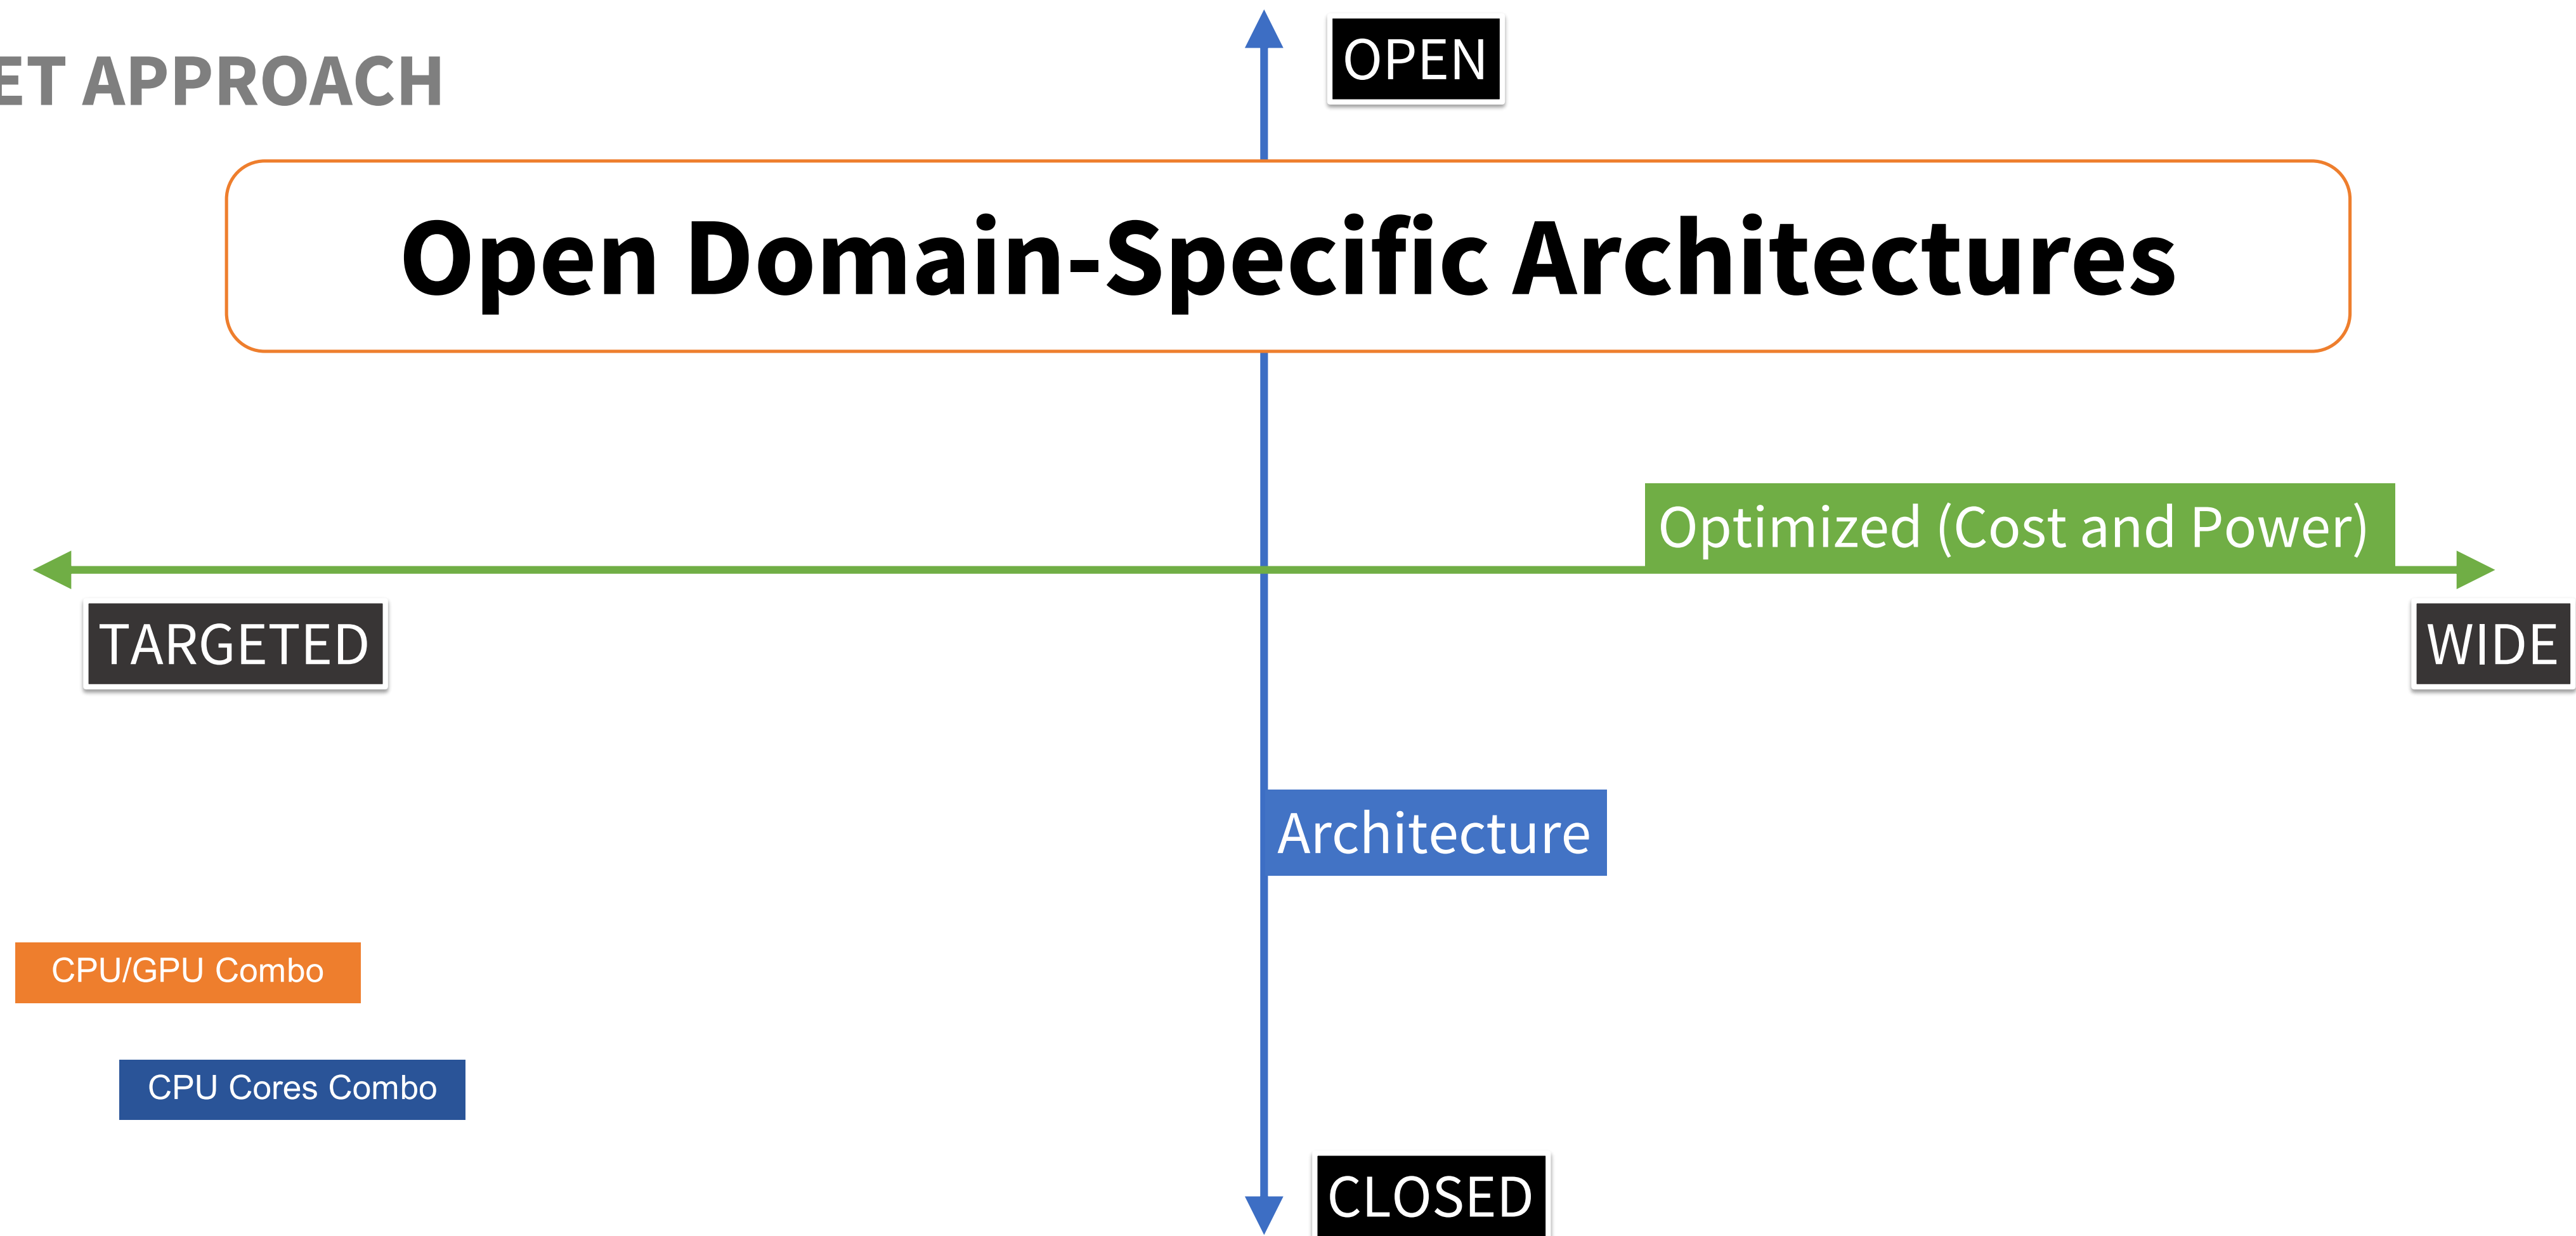 ET APPROACH
OPEN
Open Domain-Specific Architectures
Optimized (Cost and Power)
TARGETED
WIDE
Architecture
CPU/GPU Combo
CPU Cores Combo
CLOSED